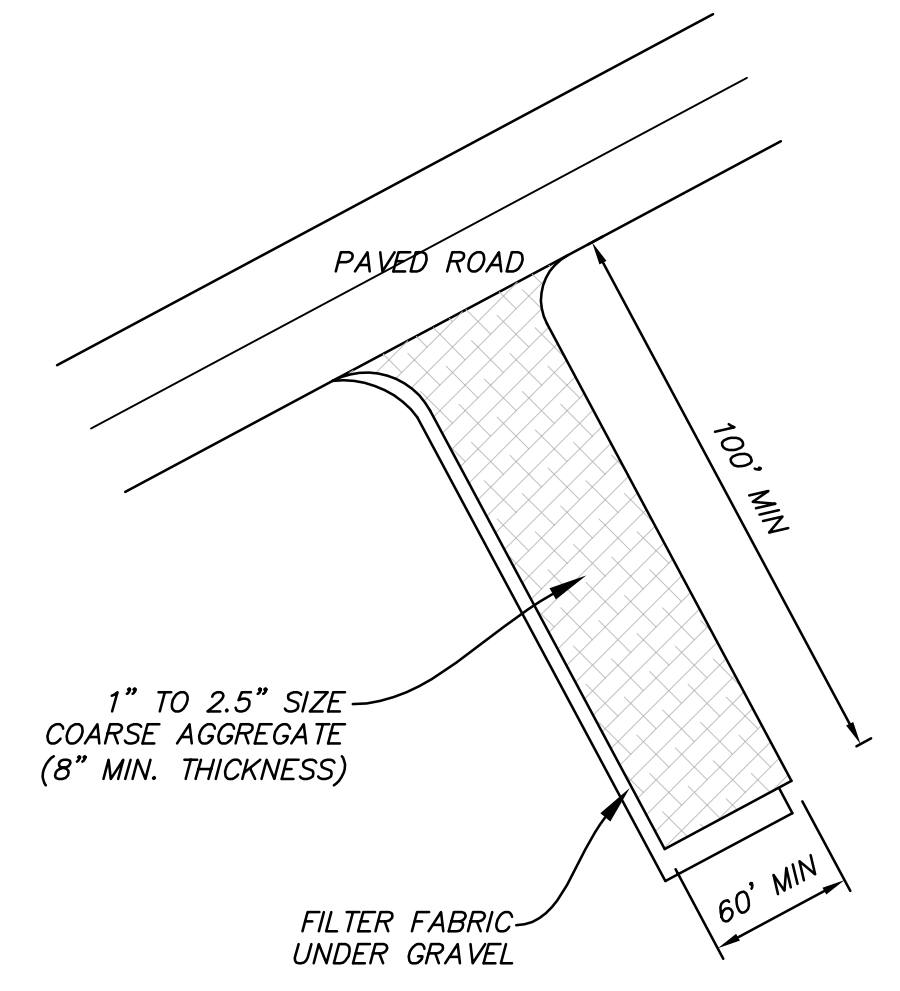 PAVED ROAD
100' MIN
1" TO 2.5" SIZE
COARSE AGGREGATE
(8" MIN. THICKNESS)
60' MIN
FILTER FABRIC
UNDER GRAVEL